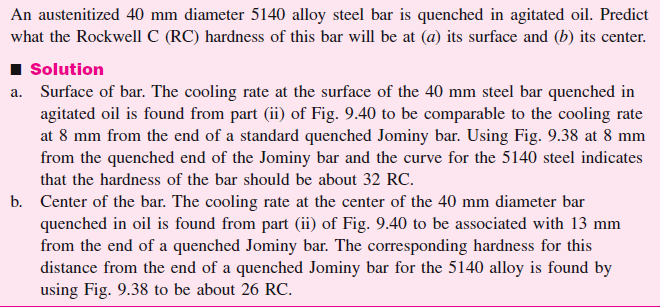 An austenitized 40 mm diameter 5140 alloy steel bar is quenched in agitated oil. Predict
what the Rockwell C (RC) hardness of this bar will be at (a) its surface and (b) its center.
■ Solution
a. Surface of bar. The cooling rate at the surface of the 40 mm steel bar quenched in
agitated oil is found from part (ii) of Fig. 9.40 to be comparable to the cooling rate
at 8 mm from the end of a standard quenched Jominy bar. Using Fig. 9.38 at 8 mm
from the quenched end of the Jominy bar and the curve for the 5140 steel indicates
that the hardness of the bar should be about 32 RC.
b. Center of the bar. The cooling rate at the center of the 40 mm diameter bar
quenched in oil is found from part (ii) of Fig. 9.40 to be associated with 13 mm
from the end of a quenched Jominy bar. The corresponding hardness for this
distance from the end of a quenched Jominy bar for the 5140 alloy is found by
using Fig. 9.38 to be about 26 RC.